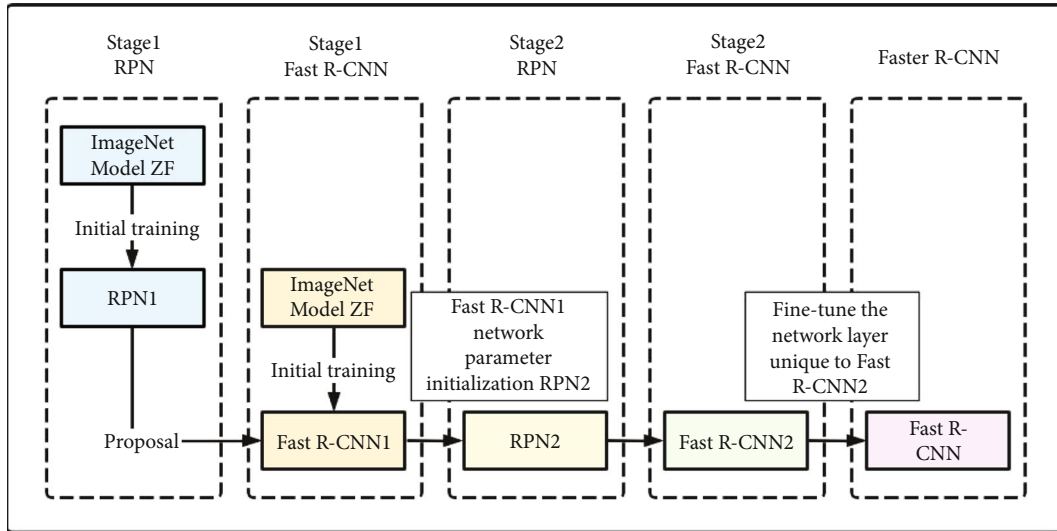 Stage1
RPN
Stage1
Fast R-CNN
Stage2
RPN
Stage2
Fast R-CNN
Faster R-CNN
ImageNet
Model ZF
Initial training
RPN1
Proposal
ImageNet
Model ZF
Initial training
Fast R-CNN1
Fast R-CNN1
network
parameter
initialization RPN2
RPN2
Fast R-CNN2
Fine-tune the
network layer
unique to Fast
R-CNN2
Fast R-
CNN